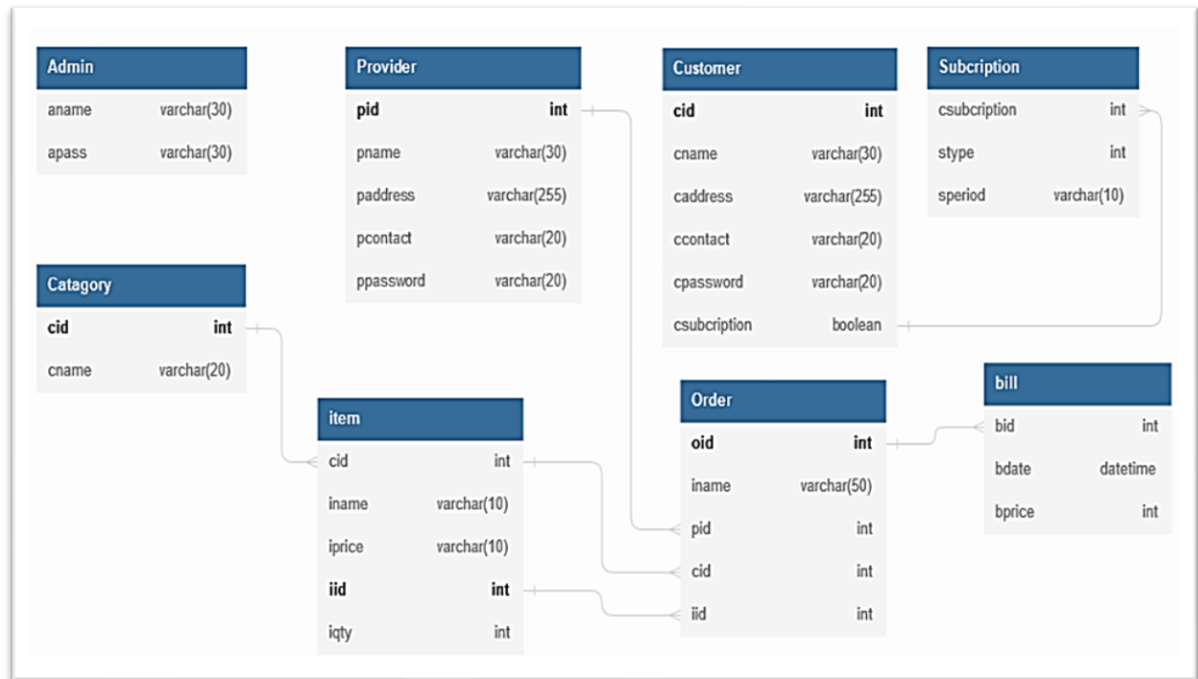 Admin
aname varchar(30)
apass varchar(30)
Provider
pid int
pname varchar(30)
paddress varchar(255)
pcontact varchar(20)
ppassword varchar(20)
Customer
cid int
cname varchar(30)
caddress varchar(255)
ccontact varchar(20)
cpassword varchar(20)
csubcription boolean
Subcription
csubcription int
stype int
speriod varchar(10)
Catagory
cid int
cname varchar(20)
item
cid int
iname varchar(10)
iprice varchar(10)
iid int
iqty int
Order
oid int
iname varchar(50)
pid int
cid int
iid int
bill
bid int
bdate datetime
bprice int